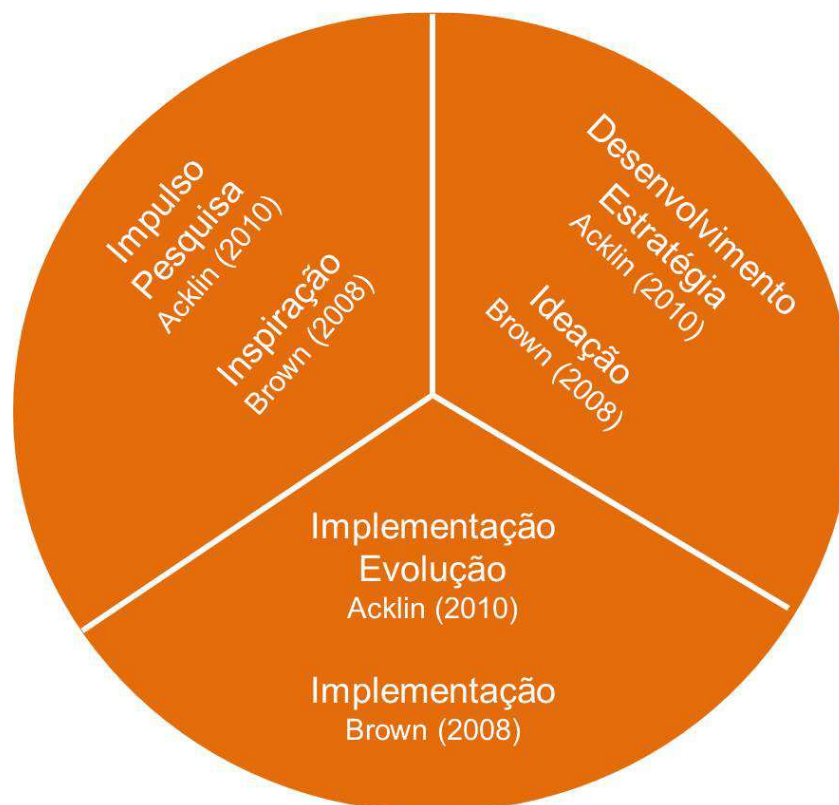 Impulso
Pesquisa
Acklin (2010)
Inspiração
Brown (2008)
Desenvolvimento
Estratégia
Acklin (2010)
Ideação
Brown (2008)
Implementação
Evolução
Acklin (2010)
Implementação
Brown (2008)